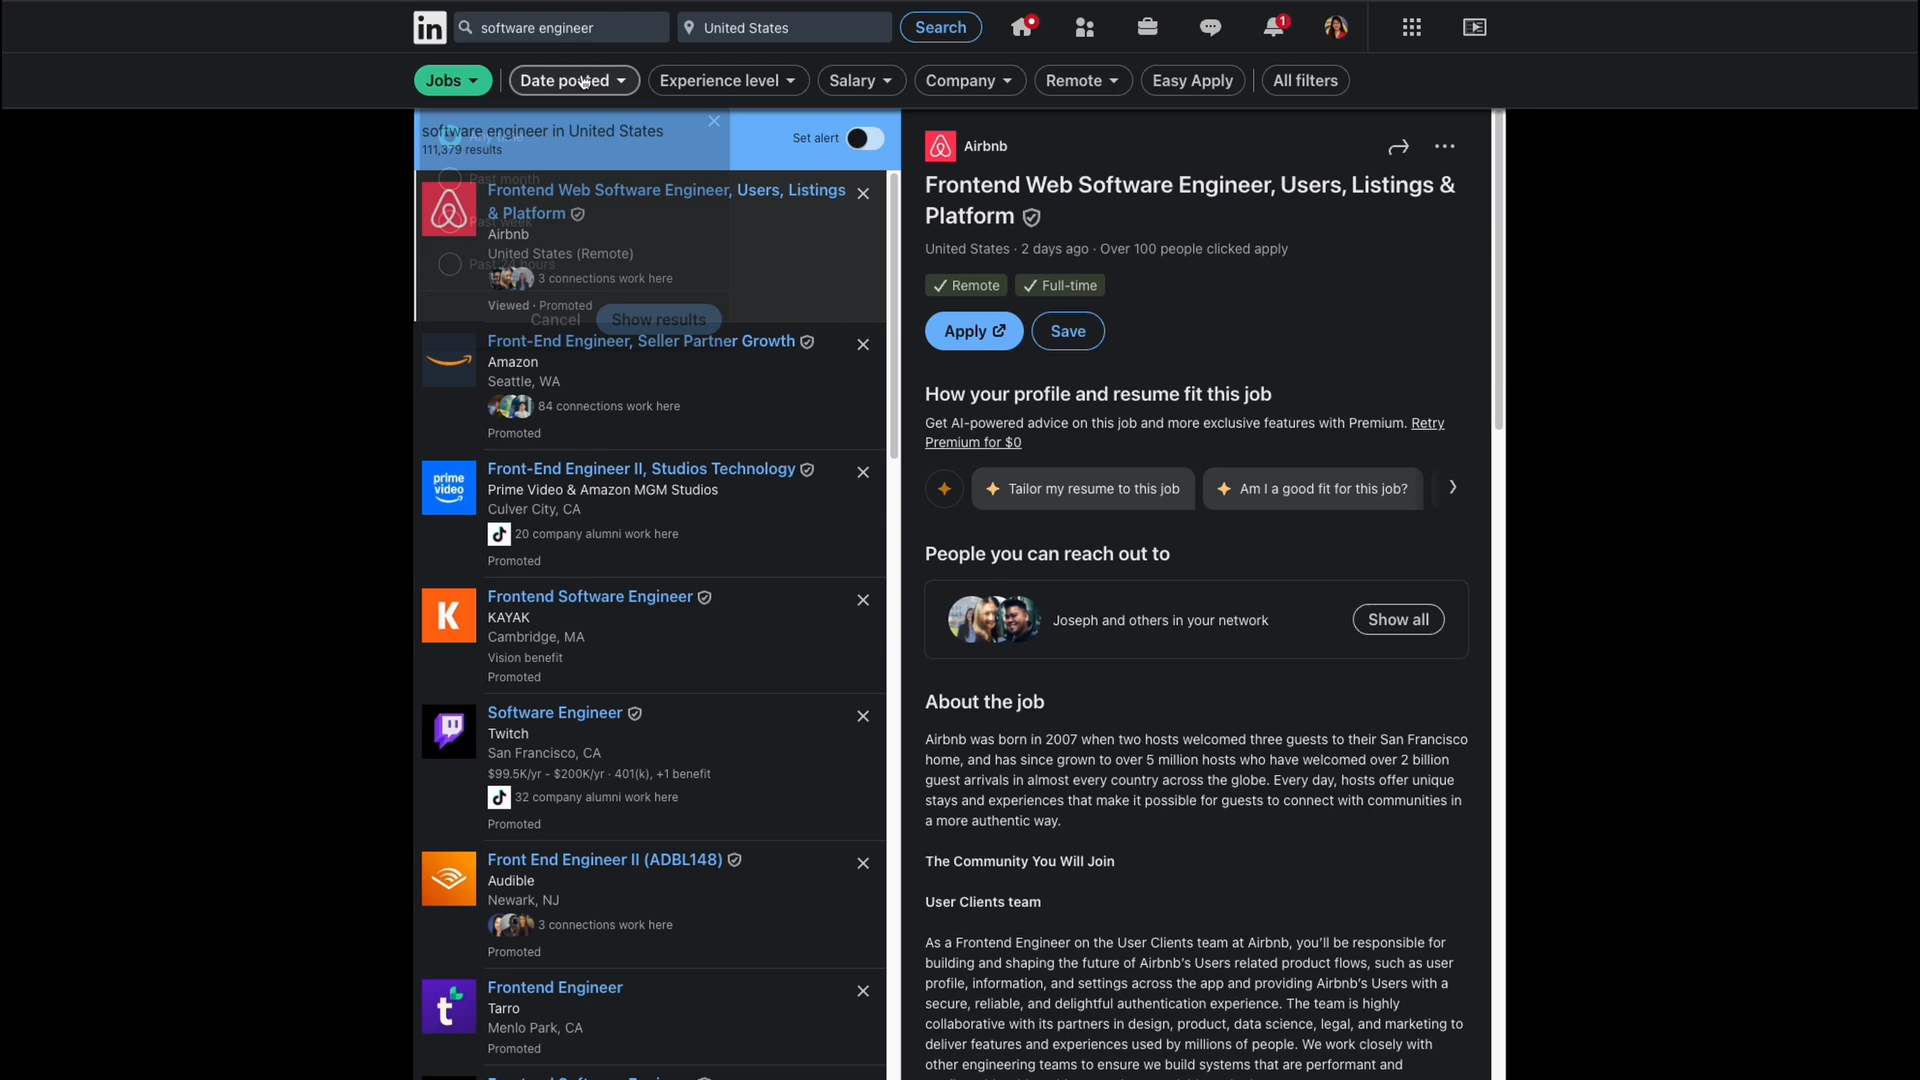 in
software engineer
United States
Search
1
Jobs
Date posted
Experience level
Salary
Company
Remote
Easy Apply
All filters
software engineer in United States
111,379 results
Any time
Past month
Past week
Past 24 hours
Cancel
Show results
Set alert
Frontend Web Software Engineer, Users, Listings
& Platform
Airbnb
United States (Remote)
3 connections work here
Viewed · Promoted
Front-End Engineer, Seller Partner Growth
Amazon
Seattle, WA
84 connections work here
Promoted
prime
video
Front-End Engineer II, Studios Technology
Prime Video & Amazon MGM Studios
Culver City, CA
20 company alumni work here
Promoted
K
Frontend Software Engineer
KAYAK
Cambridge, MA
Vision benefit
Promoted
Software Engineer
Twitch
San Francisco, CA
$99.5K/yr - $200K/yr · 401(k), +1 benefit
32 company alumni work here
Promoted
Front End Engineer II (ADBL148)
Audible
Newark, NJ
3 connections work here
Promoted
t
Frontend Engineer
Tarro
Menlo Park, CA
Promoted
Airbnb
Frontend Web Software Engineer, Users, Listings &
Platform
United States · 2 days ago · Over 100 people clicked apply
Remote
Full-time
Apply
Save
How your profile and resume fit this job
Get AI-powered advice on this job and more exclusive features with Premium. Retry
Premium for $0
Tailor my resume to this job
Am I a good fit for this job?
People you can reach out to
Joseph and others in your network
Show all
About the job
Airbnb was born in 2007 when two hosts welcomed three guests to their San Francisco
home, and has since grown to over 5 million hosts who have welcomed over 2 billion
guest arrivals in almost every country across the globe. Every day, hosts offer unique
stays and experiences that make it possible for guests to connect with communities in
a more authentic way.
The Community You Will Join
User Clients team
As a Frontend Engineer on the User Clients team at Airbnb, you'll be responsible for
building and shaping the future of Airbnb's Users related product flows, such as user
profile, information, and settings across the app and providing Airbnb's Users with a
secure, reliable, and delightful authentication experience. The team is highly
collaborative with its partners in design, product, data science, legal, and marketing to
deliver features and experiences used by millions of people. We work closely with
other engineering teams to ensure we build systems that are performant and